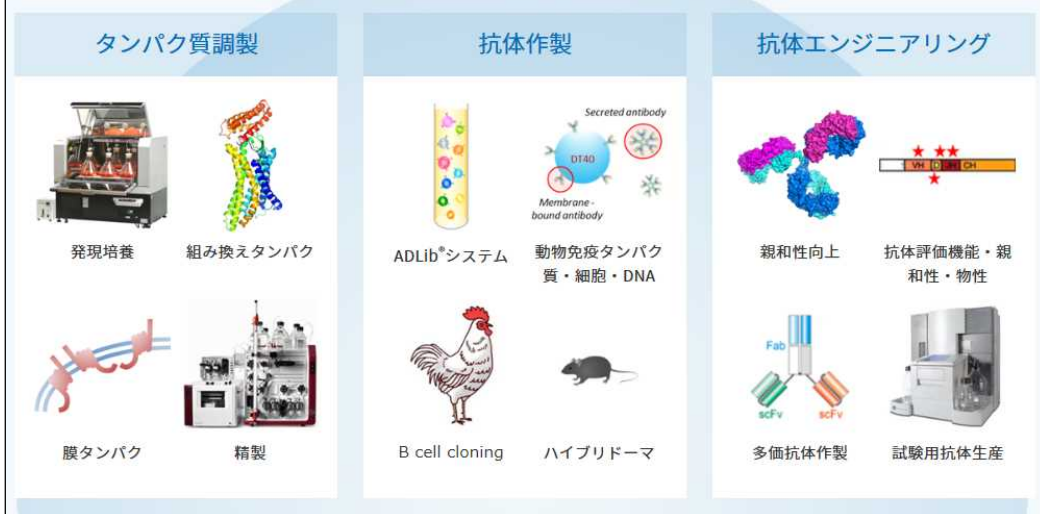 タンパク質調製
発現培養
組み換えタンパク
膜タンパク
精製
抗体作製
Secreted antibody
DT40
Membrane-
bound antibody
ADLib®システム
動物免疫タンパク
質・細胞・DNA
B cell cloning
ハイブリドーマ
抗体エンジニアリング
VH
D
JH
CH
親和性向上
抗体評価機能・親
和性・物性
Fab
scFv
scFv
多価抗体作製
試験用抗体生産